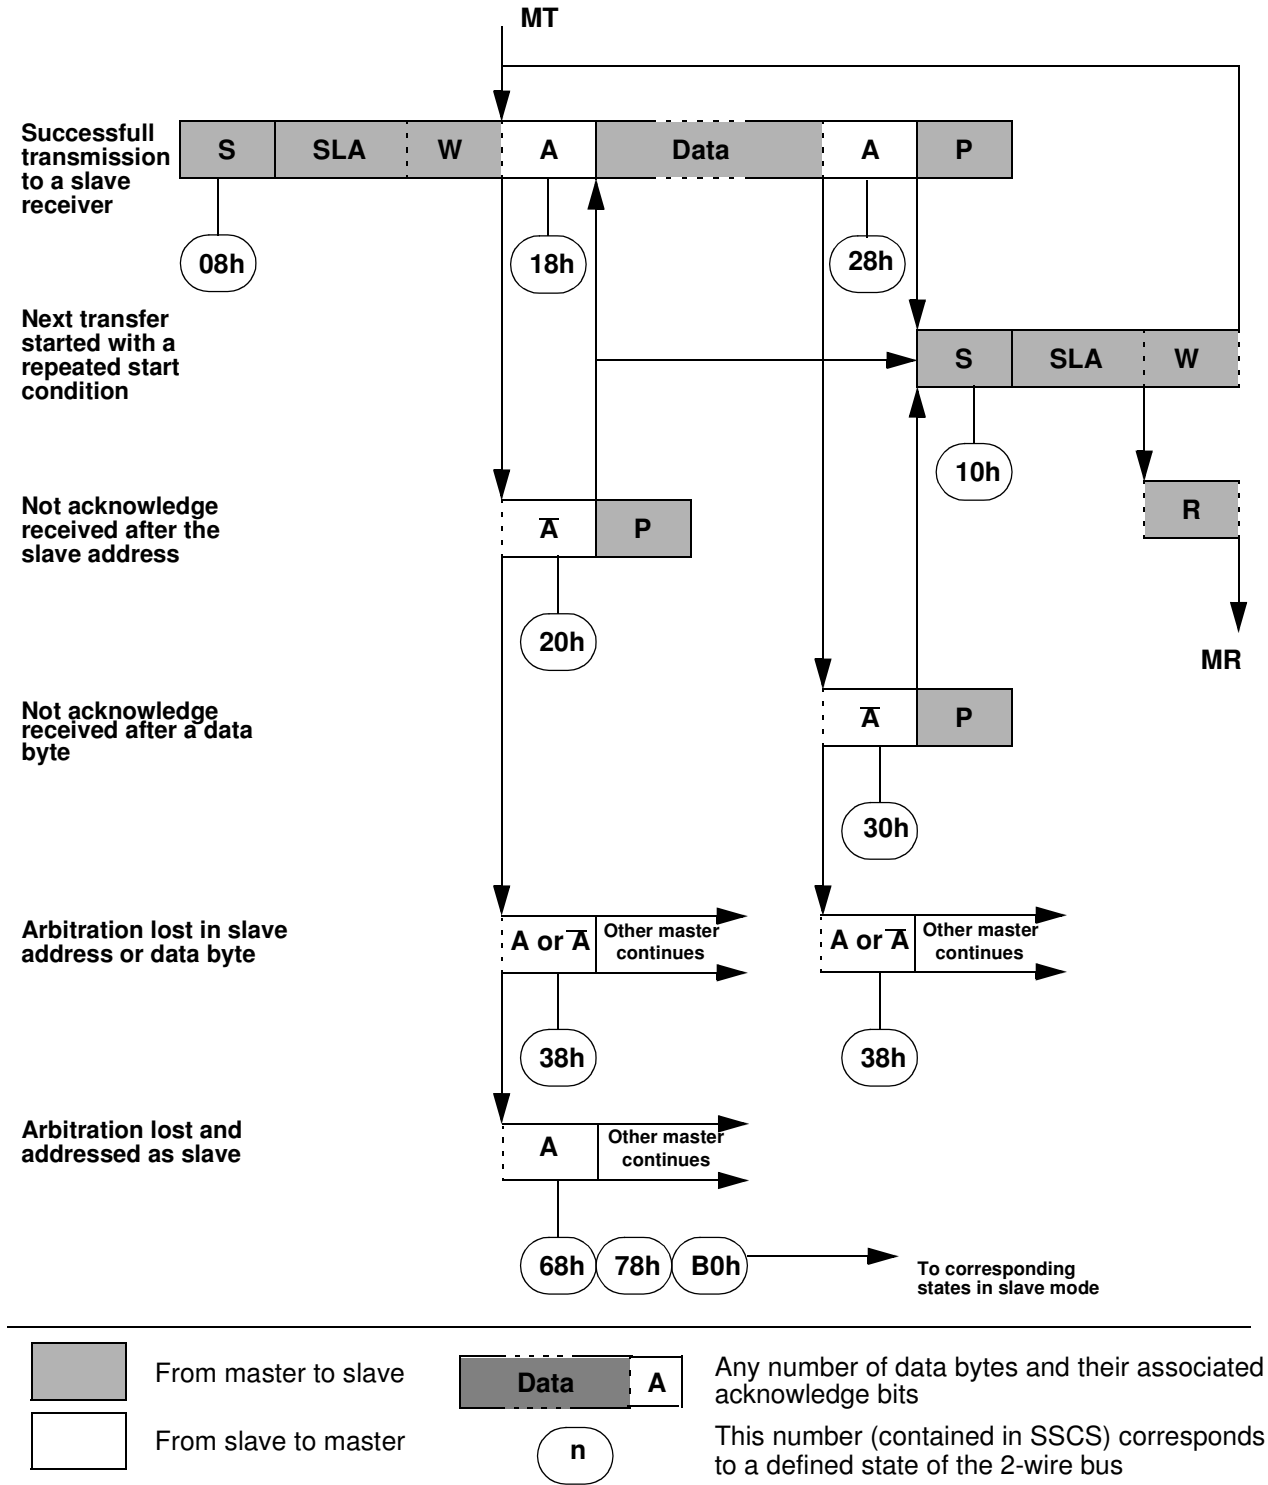 MT
Successfull
transmission
to a slave
receiver
S SLA W A Data A P
08h 18h 28h
Next transfer
started with a
repeated start
condition
S SLA W
10h
Not acknowledge
received after the
slave address
A̅ P
R
20h
MR
Not acknowledge
received after a data
byte
A̅ P
30h
Arbitration lost in slave
address or data byte
A or A̅ Other master
continues
A or A̅ Other master
continues
38h 38h
Arbitration lost and
addressed as slave
A Other master
continues
68h 78h B0h
To corresponding
states in slave mode
From master to slave
Data A
Any number of data bytes and their associated
acknowledge bits
From slave to master
n
This number (contained in SSCS) corresponds
to a defined state of the 2-wire bus